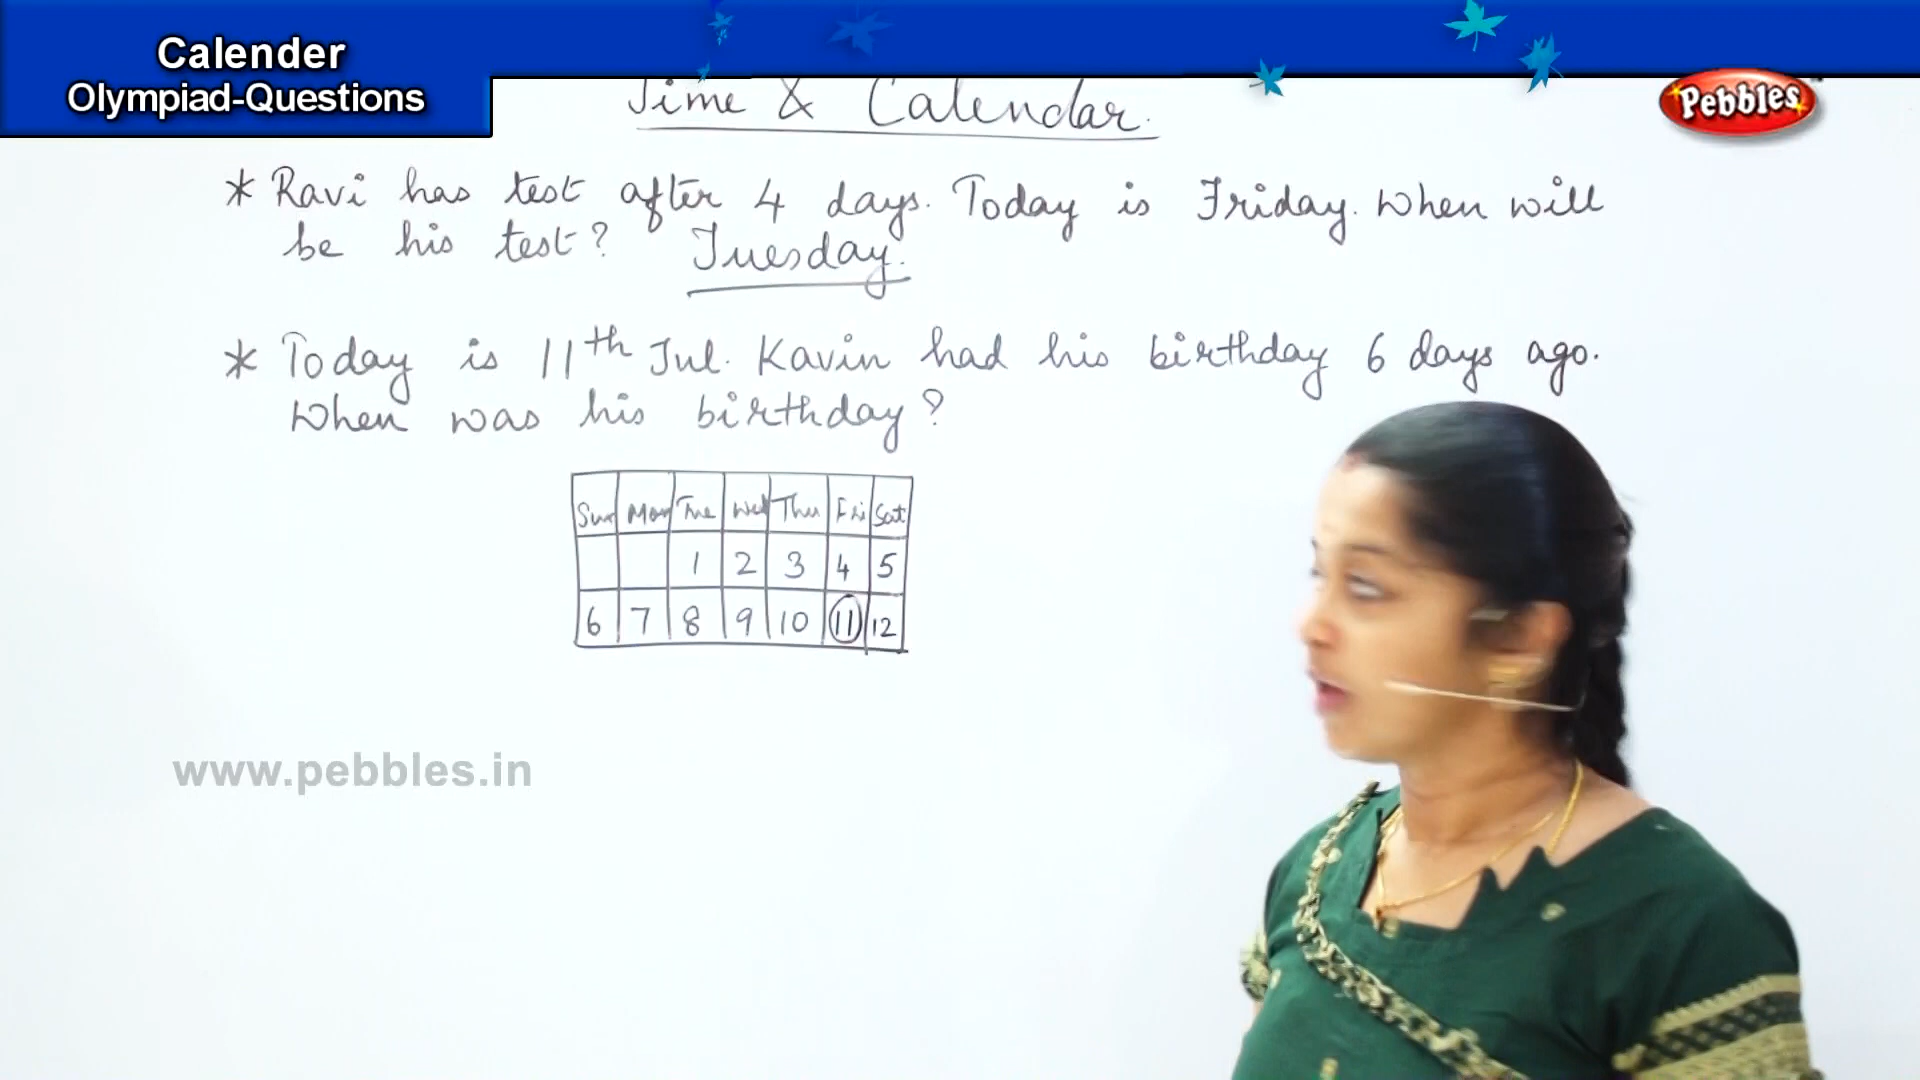 Calender
Olympiad-Questions
Pebbles
Time & Calendar.
* Ravi has test after 4 days. Today is Friday. When will
be his test? Tuesday.
* Today is 11th Jul. Kavin had his birthday 6 days ago.
When was his birthday?
Sun Mon Tue Wed Thu Fri Sat
1 2 3 4 5
6 7 8 9 10 11 12
www.pebbles.in